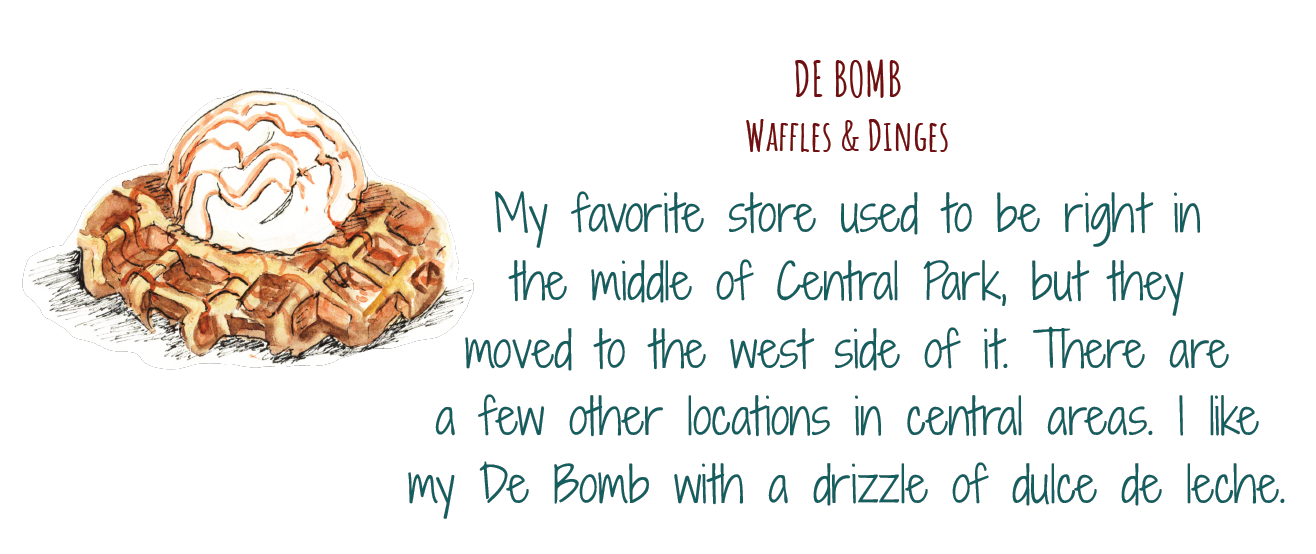 DE BOMB
WAFFLES & DINGES
My favorite store used to be right in
the middle of Central Park, but they
moved to the west side of it. There are
a few other locations in central areas. I like
my De Bomb with a drizzle of dulce de leche.